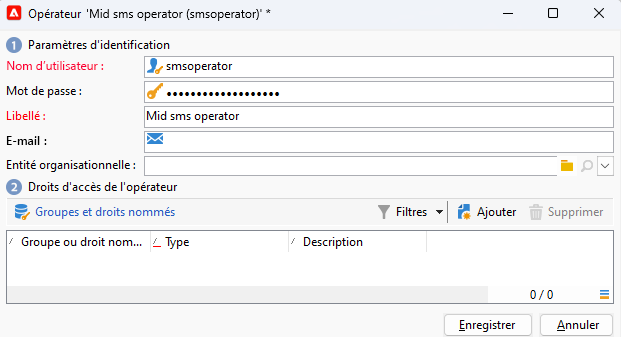 Opérateur 'Mid sms operator (smsoperator)' *
1 Paramètres d'identification
Nom d'utilisateur : smsoperator
Mot de passe : •••••••••••••••••••
Libellé : Mid sms operator
E-mail :
Entité organisationnelle :
2 Droits d'accès de l'opérateur
Groupes et droits nommés Filtres Ajouter Supprimer
Groupe ou droit nom... Type Description
0 / 0
Enregistrer Annuler